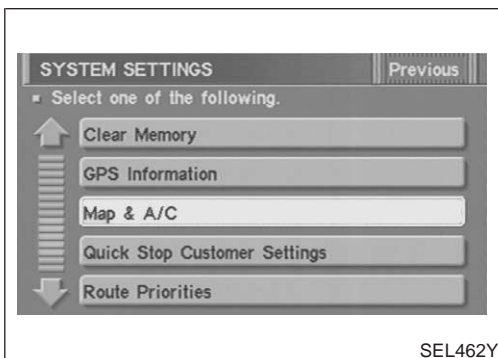 SYSTEM SETTINGS
Previous
Select one of the following.
Clear Memory
GPS Information
Map & A/C
Quick Stop Customer Settings
Route Priorities
SEL462Y